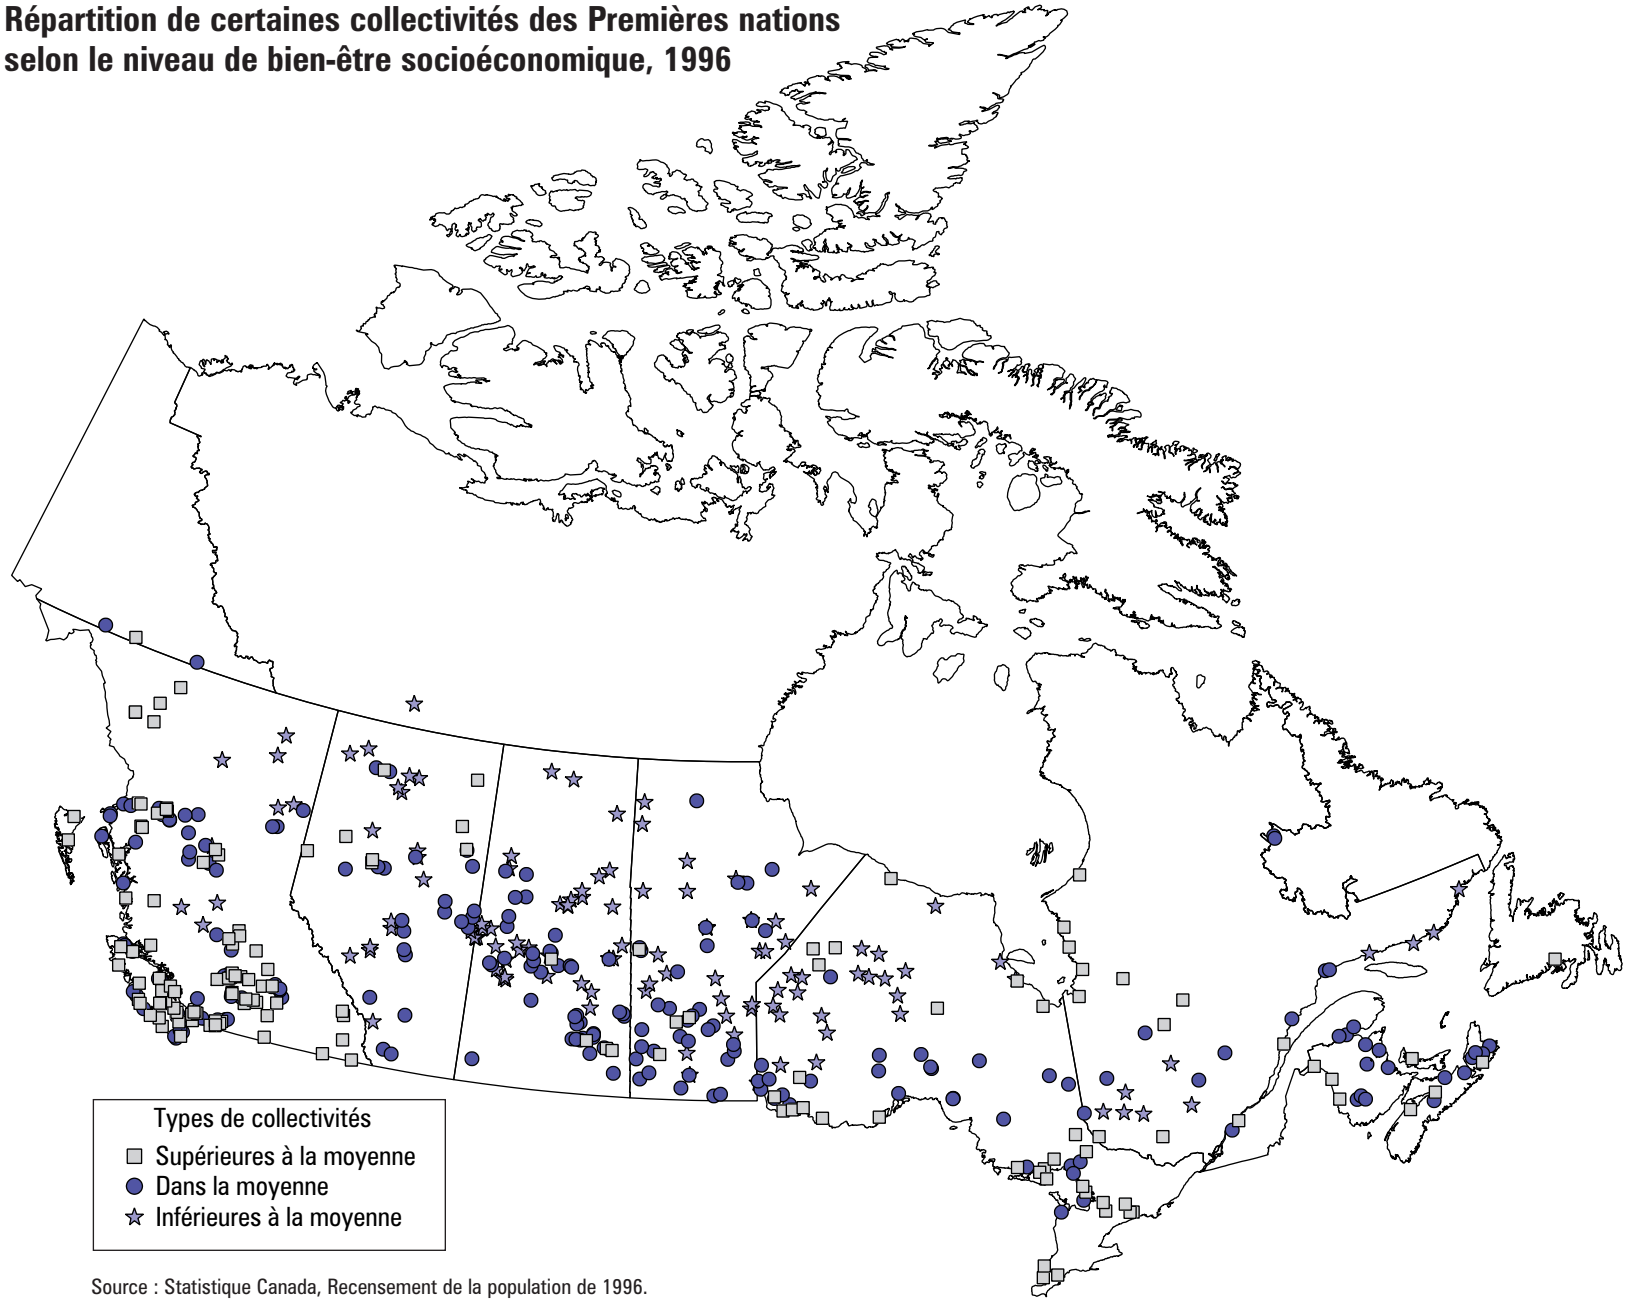 Répartition de certaines collectivités des Premières nations
selon le niveau de bien-être socioéconomique, 1996
Types de collectivités
Supérieures à la moyenne
Dans la moyenne
Inférieures à la moyenne
Source : Statistique Canada, Recensement de la population de 1996.